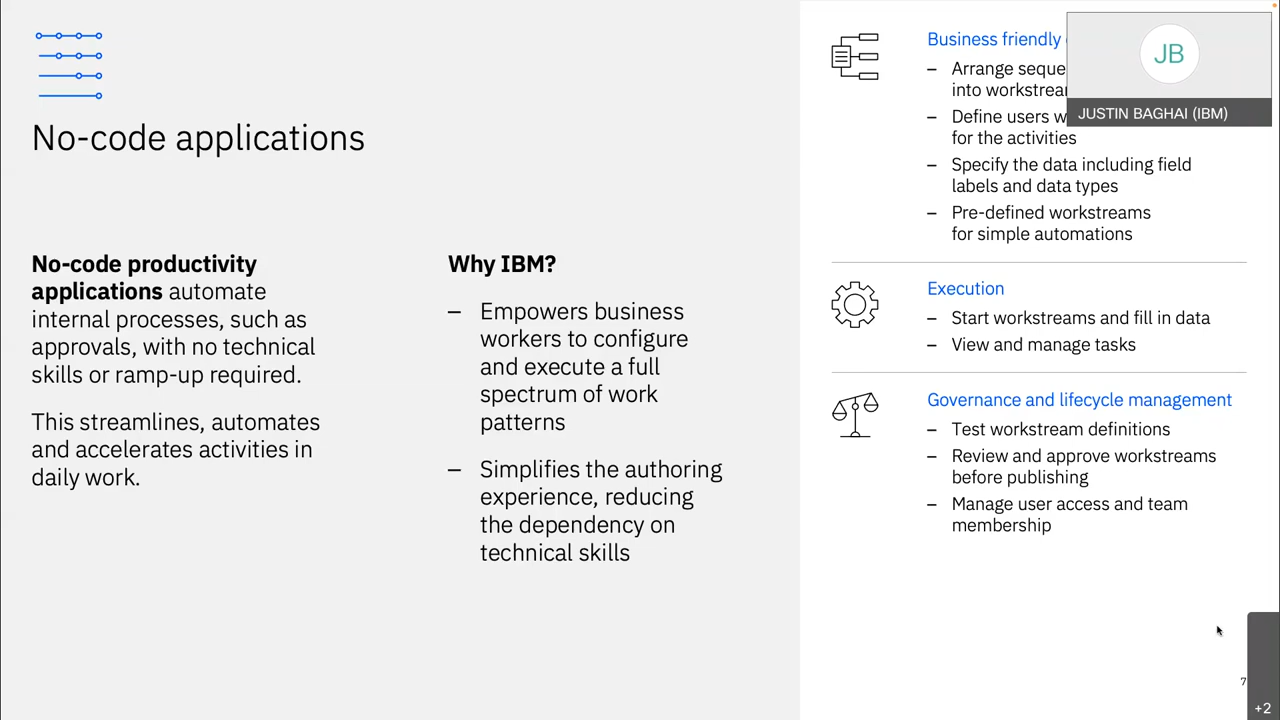 No-code applications
No-code productivity
applications automate
internal processes, such as
approvals, with no technical
skills or ramp-up required.
This streamlines, automates
and accelerates activities in
daily work.
Why IBM?
– Empowers business
workers to configure
and execute a full
spectrum of work
patterns
– Simplifies the authoring
experience, reducing
the dependency on
technical skills
Business friendly
– Arrange
into
– Define users
for the activities
– Specify the data including field
labels and data types
– Pre-defined workstreams
for simple automations
Execution
– Start workstreams and fill in data
– View and manage tasks
Governance and lifecycle management
– Test workstream definitions
– Review and approve workstreams
before publishing
– Manage user access and team
membership
JB
JUSTIN BAGHAI (IBM)
7
+2